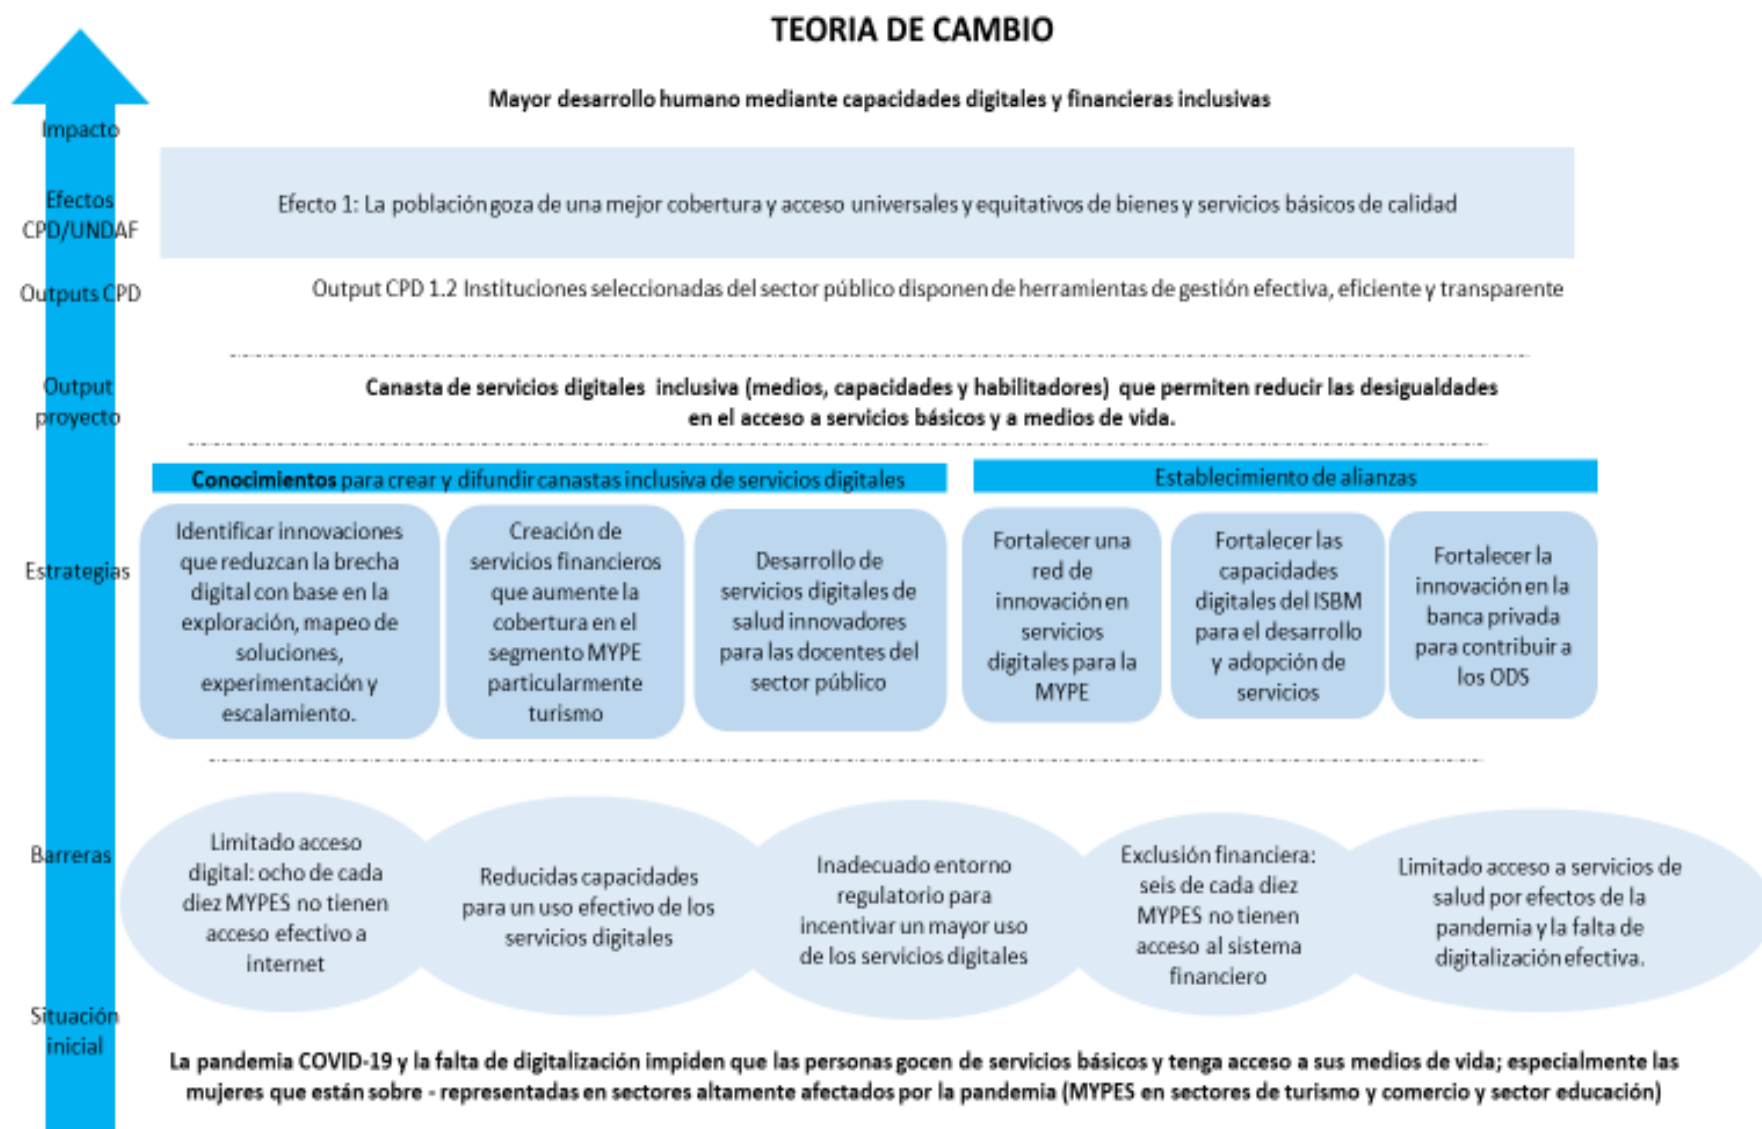 TEORIA DE CAMBIO
Mayor desarrollo humano mediante capacidades digitales y financieras inclusivas
Impacto
Efectos
CPD/UNDAF
Efecto 1: La población goza de una mejor cobertura y acceso universales y equitativos de bienes y servicios básicos de calidad
Outputs CPD
Output CPD 1.2 Instituciones seleccionadas del sector público disponen de herramientas de gestión efectiva, eficiente y transparente
Output
proyecto
Canasta de servicios digitales inclusiva (medios, capacidades y habilitadores) que permiten reducir las desigualdades
en el acceso a servicios básicos y a medios de vida.
Conocimientos para crear y difundir canastas inclusiva de servicios digitales
Establecimiento de alianzas
Estrategias
Identificar innovaciones
que reduzcan la brecha
digital con base en la
exploración, mapeo de
soluciones,
experimentación y
escalamiento.
Creación de
servicios financieros
que aumente la
cobertura en el
segmento MYPE
particularmente
turismo
Desarrollo de
servicios digitales de
salud innovadores
para las docentes del
sector público
Fortalecer una
red de
innovación en
servicios
digitales para la
MYPE
Fortalecer las
capacidades
digitales del ISBM
para el desarrollo
y adopción de
servicios
Fortalecer la
innovación en la
banca privada
para contribuir a
los ODS
Barreras
Limitado acceso
digital: ocho de cada
diez MYPES no tienen
acceso efectivo a
internet
Reducidas capacidades
para un uso efectivo de los
servicios digitales
Inadecuado entorno
regulatorio para
incentivar un mayor uso
de los servicios digitales
Exclusión financiera:
seis de cada diez
MYPES no tienen
acceso al sistema
financiero
Limitado acceso a servicios de
salud por efectos de la
pandemia y la falta de
digitalización efectiva.
Situación
inicial
La pandemia COVID-19 y la falta de digitalización impiden que las personas gocen de servicios básicos y tenga acceso a sus medios de vida; especialmente las
mujeres que están sobre - representadas en sectores altamente afectados por la pandemia (MYPES en sectores de turismo y comercio y sector educación)